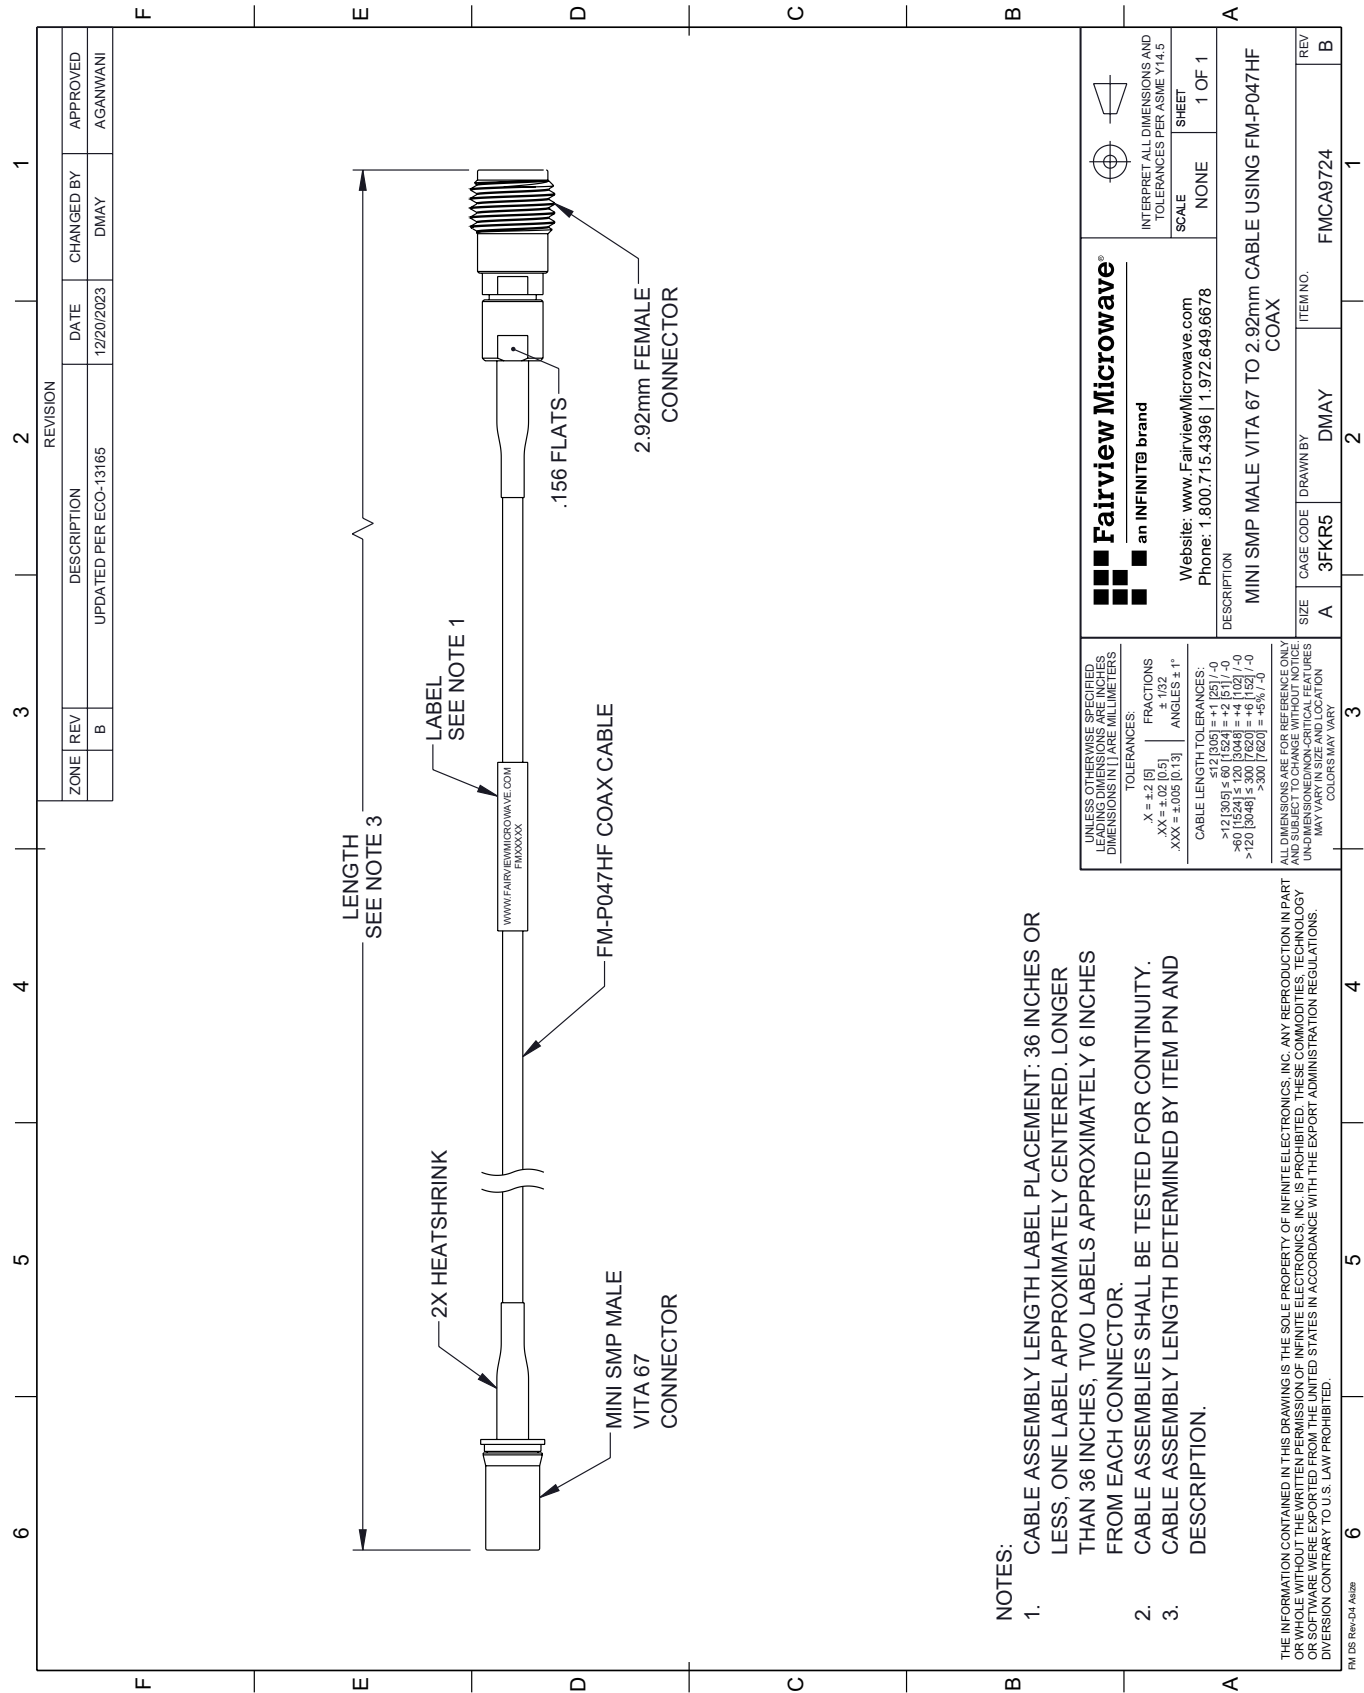 6
5
4
3
2
1
F
E
D
C
B
A
REVISION
ZONE REV DESCRIPTION DATE CHANGED BY APPROVED
B UPDATED PER ECO-13165 12/20/2023 DMAY AGANWANI
LENGTH
SEE NOTE 3
2X HEATSHRINK
LABEL
SEE NOTE 1
WWW.FAIRVIEWMICROWAVE.COM
FMXXXXX
.156 FLATS
MINI SMP MALE
VITA 67
CONNECTOR
FM-P047HF COAX CABLE
2.92mm FEMALE
CONNECTOR
NOTES:
1. CABLE ASSEMBLY LENGTH LABEL PLACEMENT: 36 INCHES OR
LESS, ONE LABEL APPROXIMATELY CENTERED. LONGER
THAN 36 INCHES, TWO LABELS APPROXIMATELY 6 INCHES
FROM EACH CONNECTOR.
2. CABLE ASSEMBLIES SHALL BE TESTED FOR CONTINUITY.
3. CABLE ASSEMBLY LENGTH DETERMINED BY ITEM PN AND
DESCRIPTION.
THE INFORMATION CONTAINED IN THIS DRAWING IS THE SOLE PROPERTY OF INFINITE ELECTRONICS, INC. ANY REPRODUCTION IN PART
OR WHOLE WITHOUT THE WRITTEN PERMISSION OF INFINITE ELECTRONICS, INC. IS PROHIBITED. THESE COMMODITIES, TECHNOLOGY
OR SOFTWARE WERE EXPORTED FROM THE UNITED STATES IN ACCORDANCE WITH THE EXPORT ADMINISTRATION REGULATIONS.
DIVERSION CONTRARY TO U.S. LAW PROHIBITED.
UNLESS OTHERWISE SPECIFIED
LEADING DIMENSIONS ARE INCHES
DIMENSIONS IN [ ] ARE MILLIMETERS
TOLERANCES:
.X = ±.2 [5] FRACTIONS
.XX = ±.02 [0.5] ± 1/32
.XXX = ±.005 [0.13] ANGLES ± 1°
CABLE LENGTH TOLERANCES:
≤12 [305] = +1 [25] / -0
>12 [305] ≤ 60 [1524] = +2 [51] / -0
>60 [1524] ≤ 120 [3048] = +4 [102] / -0
>120 [3048] ≤ 300 [7620] = +6 [152] / -0
>300 [7620] = +5% / -0
ALL DIMENSIONS ARE FOR REFERENCE ONLY
AND SUBJECT TO CHANGE WITHOUT NOTICE.
UN-DIMENSIONED/NON-CRITICAL FEATURES
MAY VARY IN SIZE AND LOCATION
COLORS MAY VARY
Fairview Microwave®
an INFINIT® brand
Website: www.FairviewMicrowave.com
Phone: 1.800.715.4396 | 1.972.649.6678
INTERPRET ALL DIMENSIONS AND
TOLERANCES PER ASME Y14.5
SCALE SHEET
NONE 1 OF 1
DESCRIPTION
MINI SMP MALE VITA 67 TO 2.92mm CABLE USING FM-P047HF
COAX
SIZE CAGE CODE DRAWN BY ITEM NO. REV
A 3FKR5 DMAY FMCA9724 B
F
E
D
C
B
A
6
5
4
3
2
1
FM DS Rev-D4 Asize